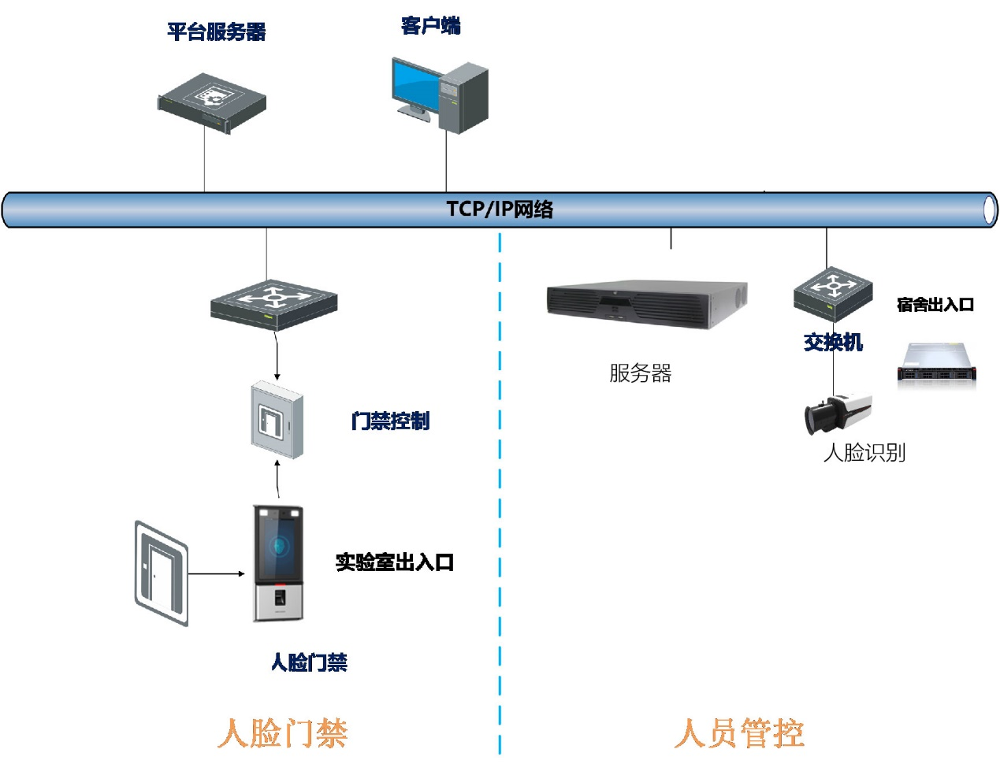 平台服务器
客户端
TCP/IP网络
宿舍出入口
交换机
服务器
门禁控制
人脸识别
实验室出入口
人脸门禁
人脸门禁
人员管控